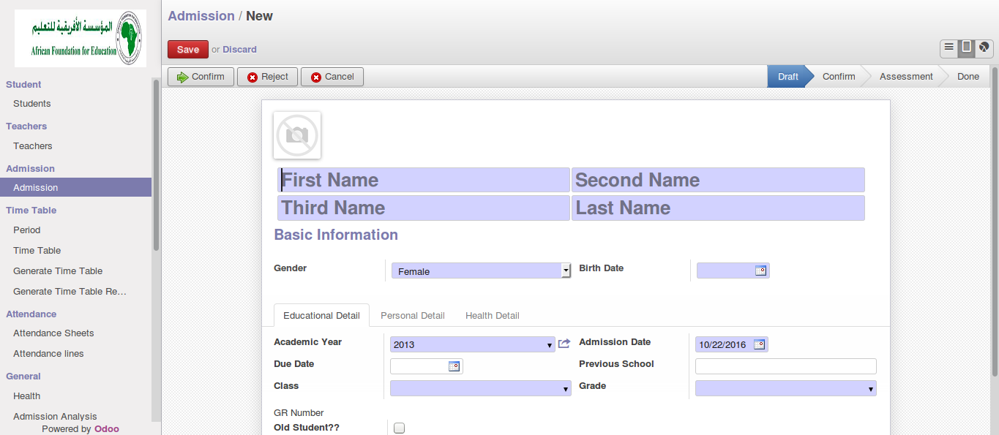 المؤسسة الأفريقية للتعليم
African Foundation for Education
Student
Students
Teachers
Teachers
Admission
Admission
Time Table
Period
Time Table
Generate Time Table
Generate Time Table Re…
Attendance
Attendance Sheets
Attendance lines
General
Health
Admission Analysis
Powered by Odoo
Admission / New
Save or Discard
Confirm Reject Cancel
Draft Confirm Assessment Done
First Name Second Name
Third Name Last Name
Basic Information
Gender Female Birth Date
Educational Detail Personal Detail Health Detail
Academic Year 2013 Admission Date 10/22/2016
Due Date Previous School
Class Grade
GR Number
Old Student??